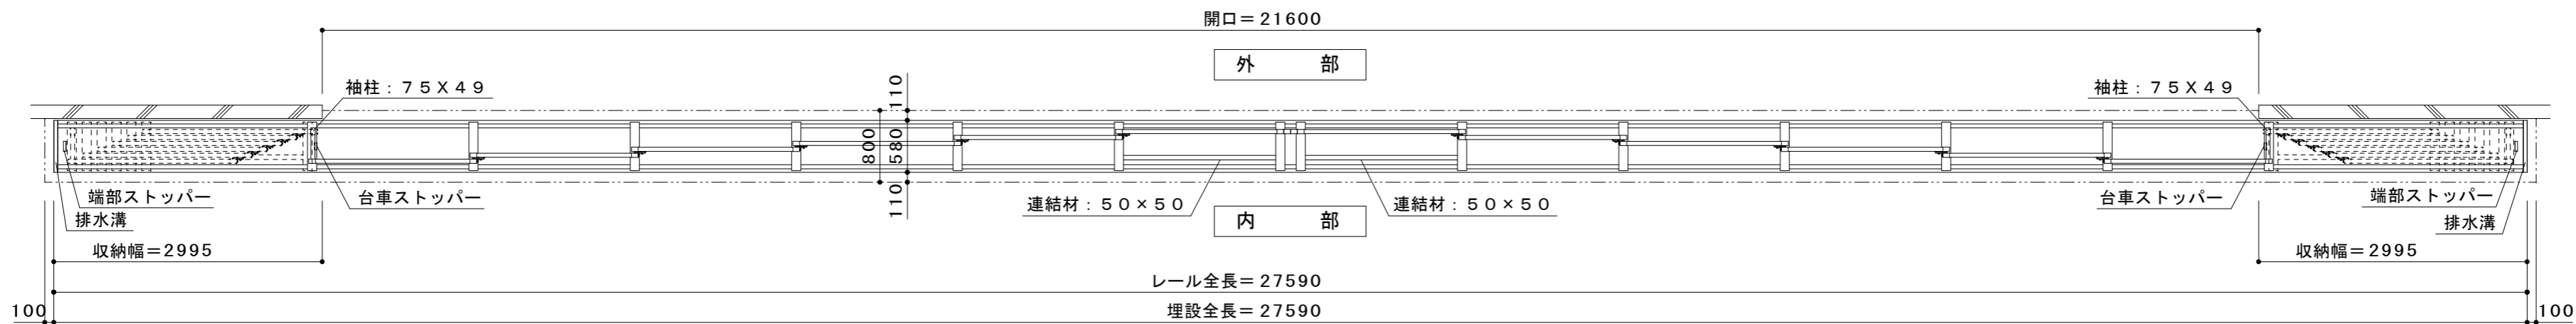 開口＝21600
外　　部
袖柱：７５Ｘ４９
袖柱：７５Ｘ４９
110
800
580
110
端部ストッパー
排水溝
台車ストッパー
連結材：５０×５０
連結材：５０×５０
台車ストッパー
端部ストッパー
排水溝
内　　部
収納幅＝2995
収納幅＝2995
レール全長＝27590
100
埋設全長＝27590
100